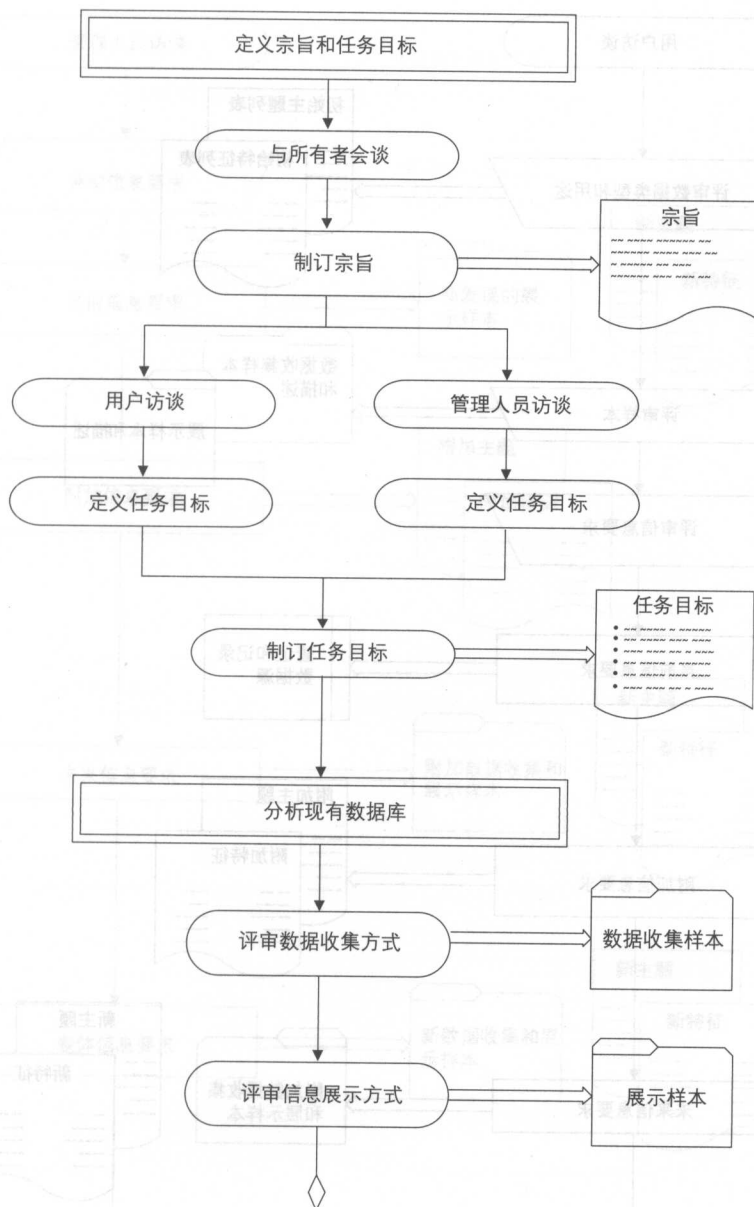 定义宗旨和任务目标
与所有者会谈
制订宗旨
宗旨
用户访谈
管理人员访谈
定义任务目标
定义任务目标
制订任务目标
任务目标
分析现有数据库
评审数据收集方式
数据收集样本
评审信息展示方式
展示样本